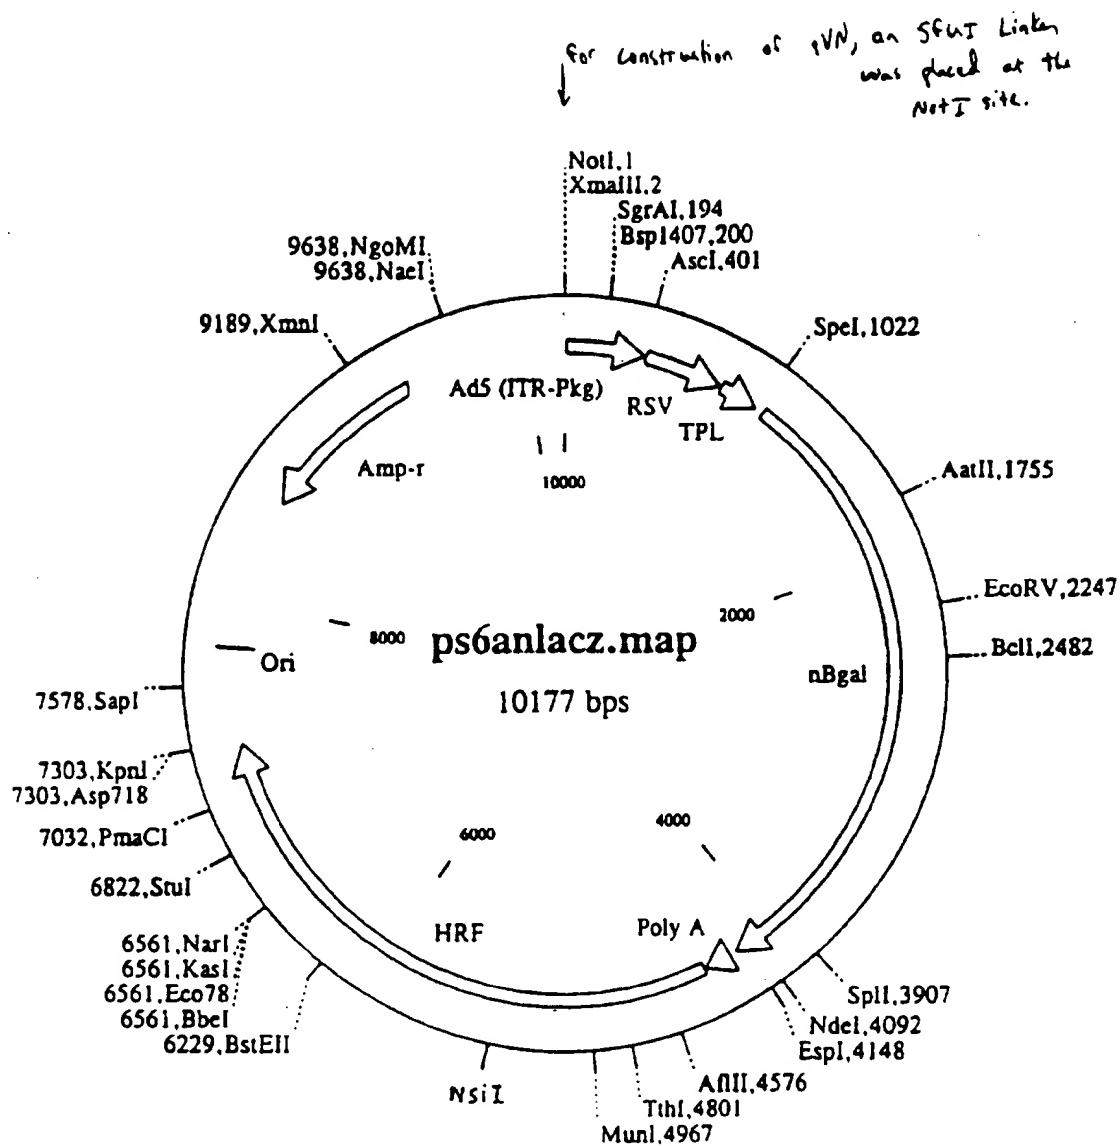 for construction of pVN, an SfuI Linker
was placed at the
NotI site.
NotI,1
XmaIII,2
SgrAI,194
Bsp1407,200
AscI,401
SpeI,1022
AatII,1755
EcoRV,2247
BclI,2482
SplI,3907
NdeI,4092
EspI,4148
AflII,4576
TthI,4801
MunI,4967
NsiI
6229,BstEII
6561,BbeI
6561,Eco78
6561,KasI
6561,NarI
6822,StuI
7032,PmaCI
7303,Asp718
7303,KpnI
7578,SapI
9189,XmnI
9638,NaeI
9638,NgoMI
Ad5 (ITR-Pkg)
RSV
TPL
nBgal
Poly A
HRF
Ori
Amp-r
10000
2000
4000
6000
8000
ps6anlacz.map
10177 bps